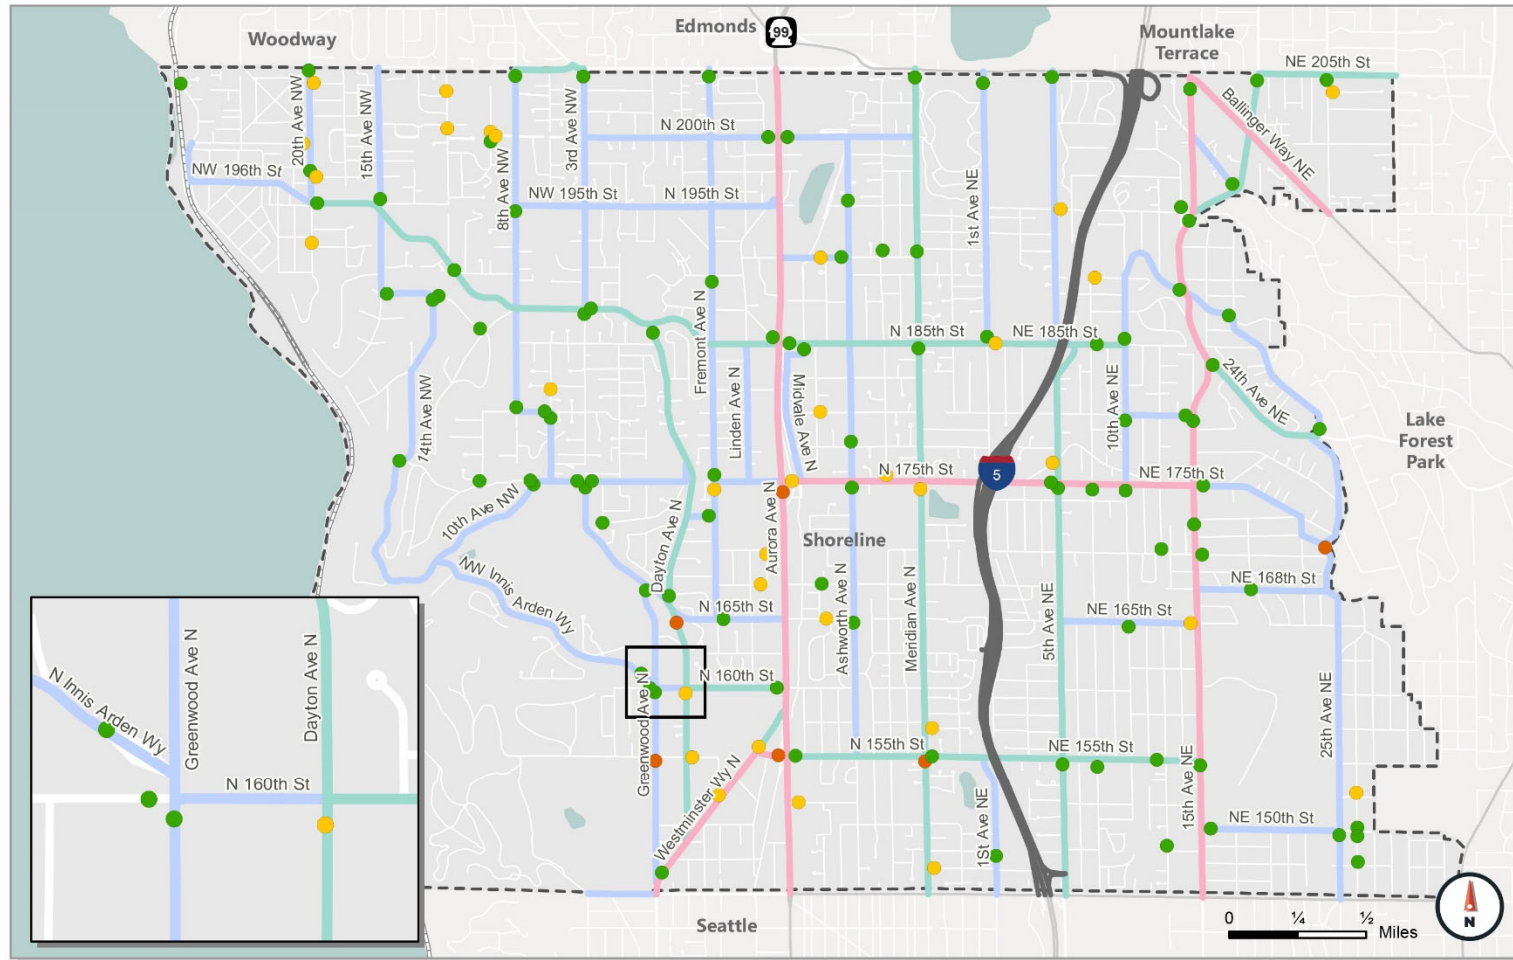 Woodway
Edmonds
99
Mountlake
Terrace
NE 205th St
20th Ave NW
15th Ave NW
8th Ave NW
3rd Ave NW
N 200th St
1st Ave NE
Ballinger Way NE
NW 196th St
NW 195th St
N 195th St
Fremont Ave N
N 185th St
NE 185th St
14th Ave NW
Linden Ave N
Midvale Ave N
10th Ave NE
24th Ave NE
Lake
Forest
Park
N 175th St
5
NE 175th St
10th Ave NW
Dayton Ave N
Aurora Ave N
Shoreline
NW Innis Arden Wy
N 165th St
Ashworth Ave N
Meridian Ave N
5th Ave NE
NE 165th St
NE 168th St
N 160th St
Greenwood Ave N
Westminster Wy N
N 155th St
NE 155th St
1St Ave NE
15th Ave NE
25th Ave NE
NE 150th St
N Innis Arden Wy
Greenwood Ave N
Dayton Ave N
N 160th St
Seattle
0 ¼ ½
Miles
N